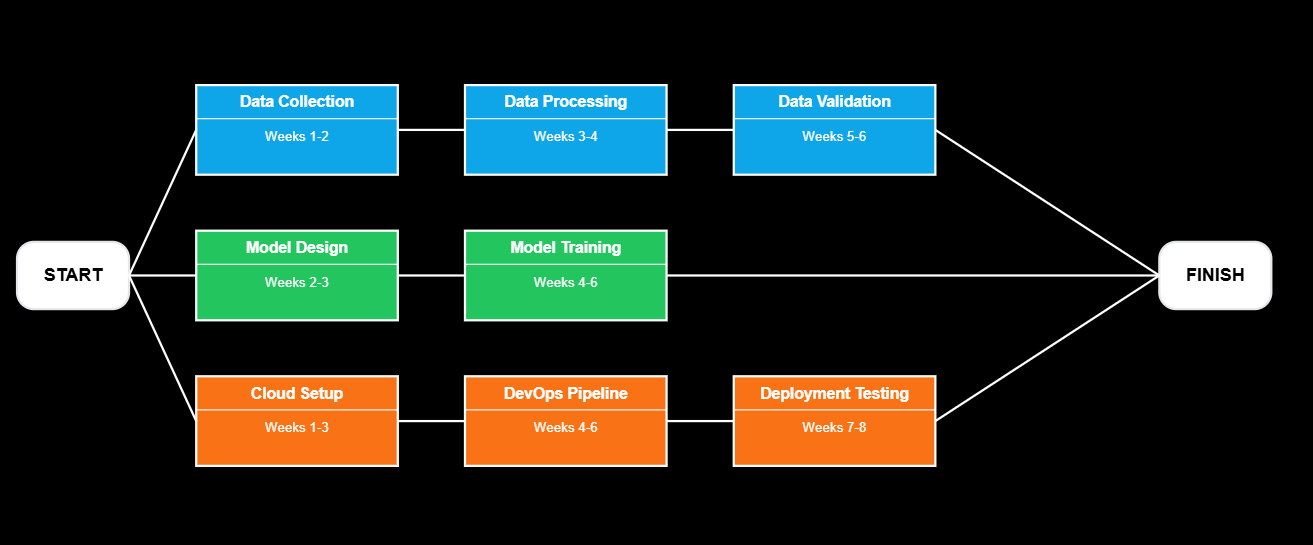 Data Collection
Weeks 1-2
Data Processing
Weeks 3-4
Data Validation
Weeks 5-6
START
Model Design
Weeks 2-3
Model Training
Weeks 4-6
FINISH
Cloud Setup
Weeks 1-3
DevOps Pipeline
Weeks 4-6
Deployment Testing
Weeks 7-8